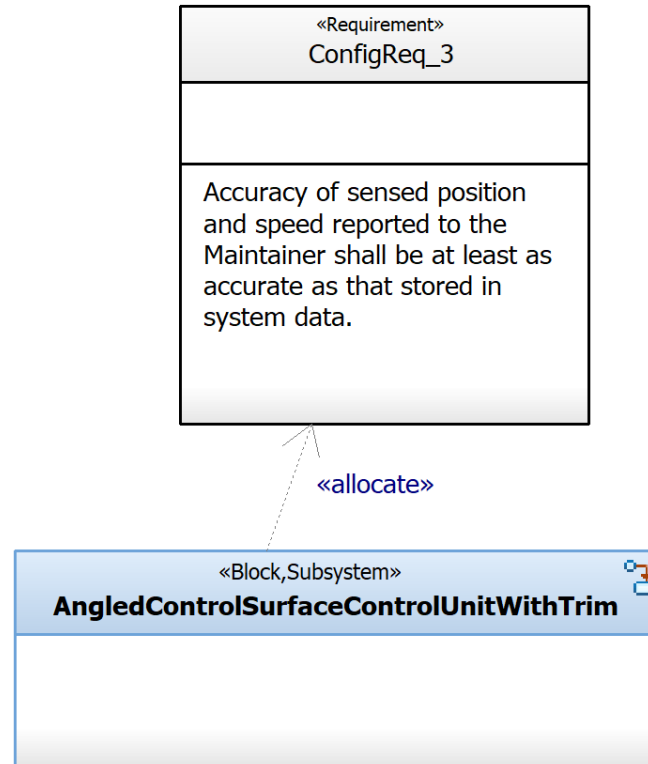 «Requirement»
ConfigReq_3
Accuracy of sensed position
and speed reported to the
Maintainer shall be at least as
accurate as that stored in
system data.
«allocate»
«Block,Subsystem»
AngledControlSurfaceControlUnitWithTrim